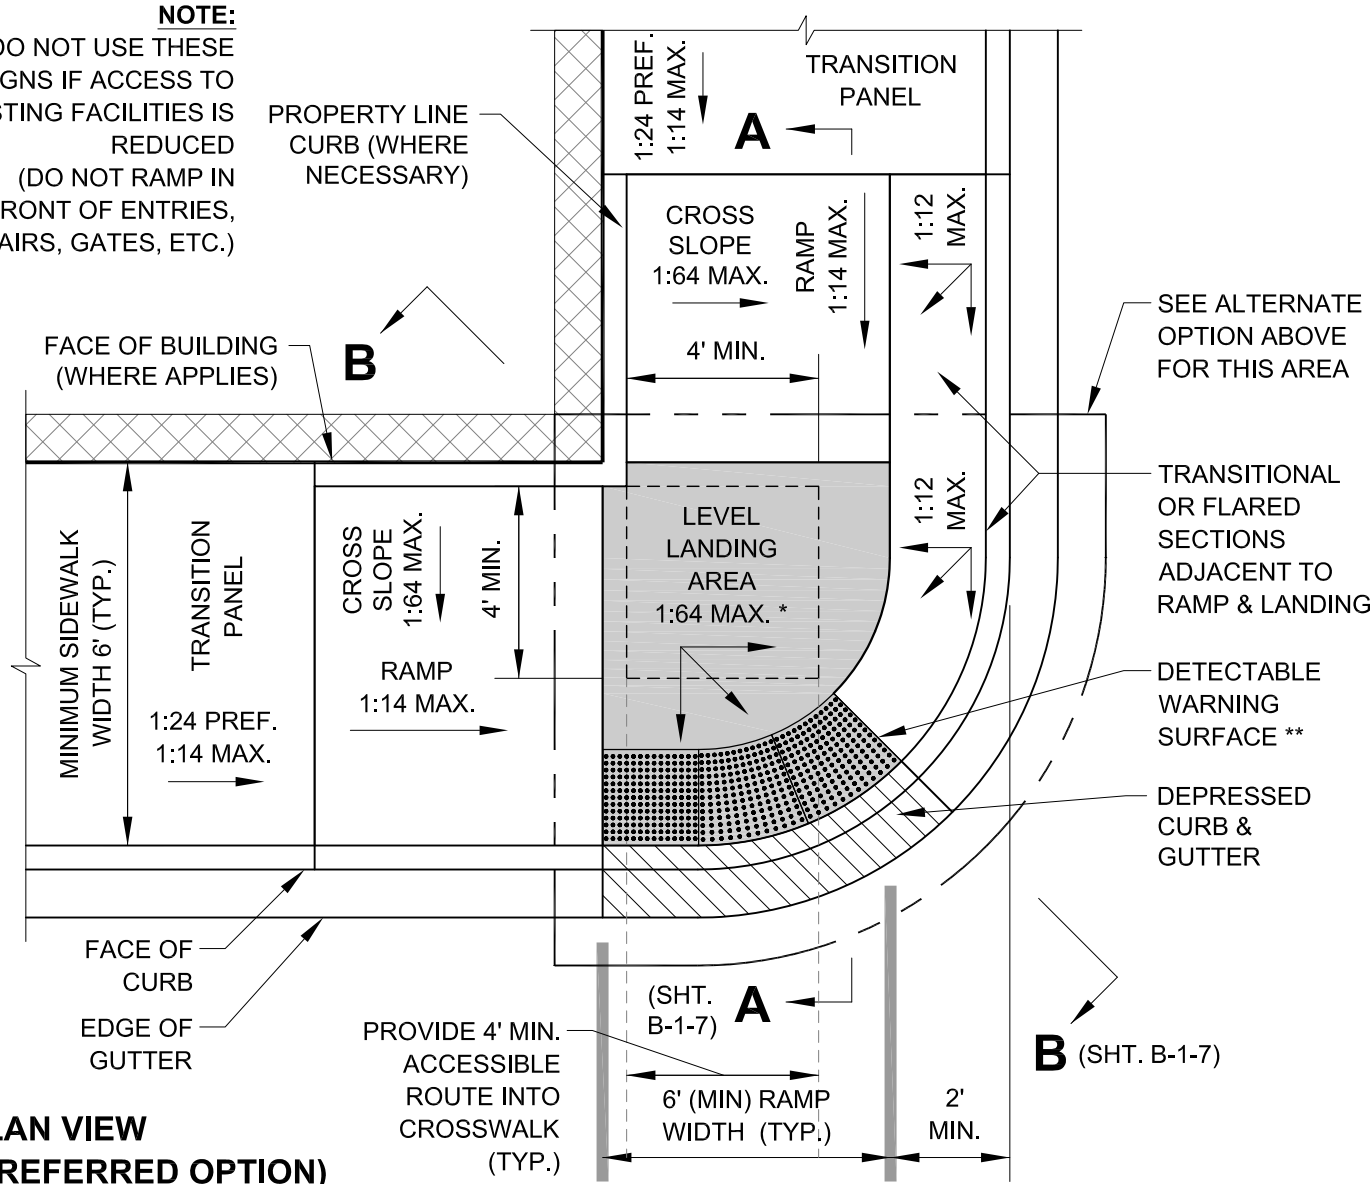 NOTE:
DO NOT USE THESE
IGNS IF ACCESS TO
STING FACILITIES IS
REDUCED
(DO NOT RAMP IN
FRONT OF ENTRIES,
AIRS, GATES, ETC.)
PROPERTY LINE
CURB (WHERE
NECESSARY)
1:24 PREF.
1:14 MAX.
TRANSITION
PANEL
A
CROSS
SLOPE
1:64 MAX.
RAMP
1:14 MAX.
1:12
MAX.
4' MIN.
SEE ALTERNATE
OPTION ABOVE
FOR THIS AREA
FACE OF BUILDING
(WHERE APPLIES)
B
MINIMUM SIDEWALK
WIDTH 6' (TYP.)
TRANSITION
PANEL
1:24 PREF.
1:14 MAX.
CROSS
SLOPE
1:64 MAX.
4' MIN.
RAMP
1:14 MAX.
LEVEL
LANDING
AREA
1:64 MAX. *
1:12
MAX.
TRANSITIONAL
OR FLARED
SECTIONS
ADJACENT TO
RAMP & LANDING
DETECTABLE
WARNING
SURFACE **
DEPRESSED
CURB &
GUTTER
FACE OF
CURB
EDGE OF
GUTTER
PROVIDE 4' MIN.
ACCESSIBLE
ROUTE INTO
CROSSWALK
(TYP.)
(SHT.
B-1-7)
A
6' (MIN) RAMP
WIDTH (TYP.)
2'
MIN.
B (SHT. B-1-7)
LAN VIEW
REFERRED OPTION)